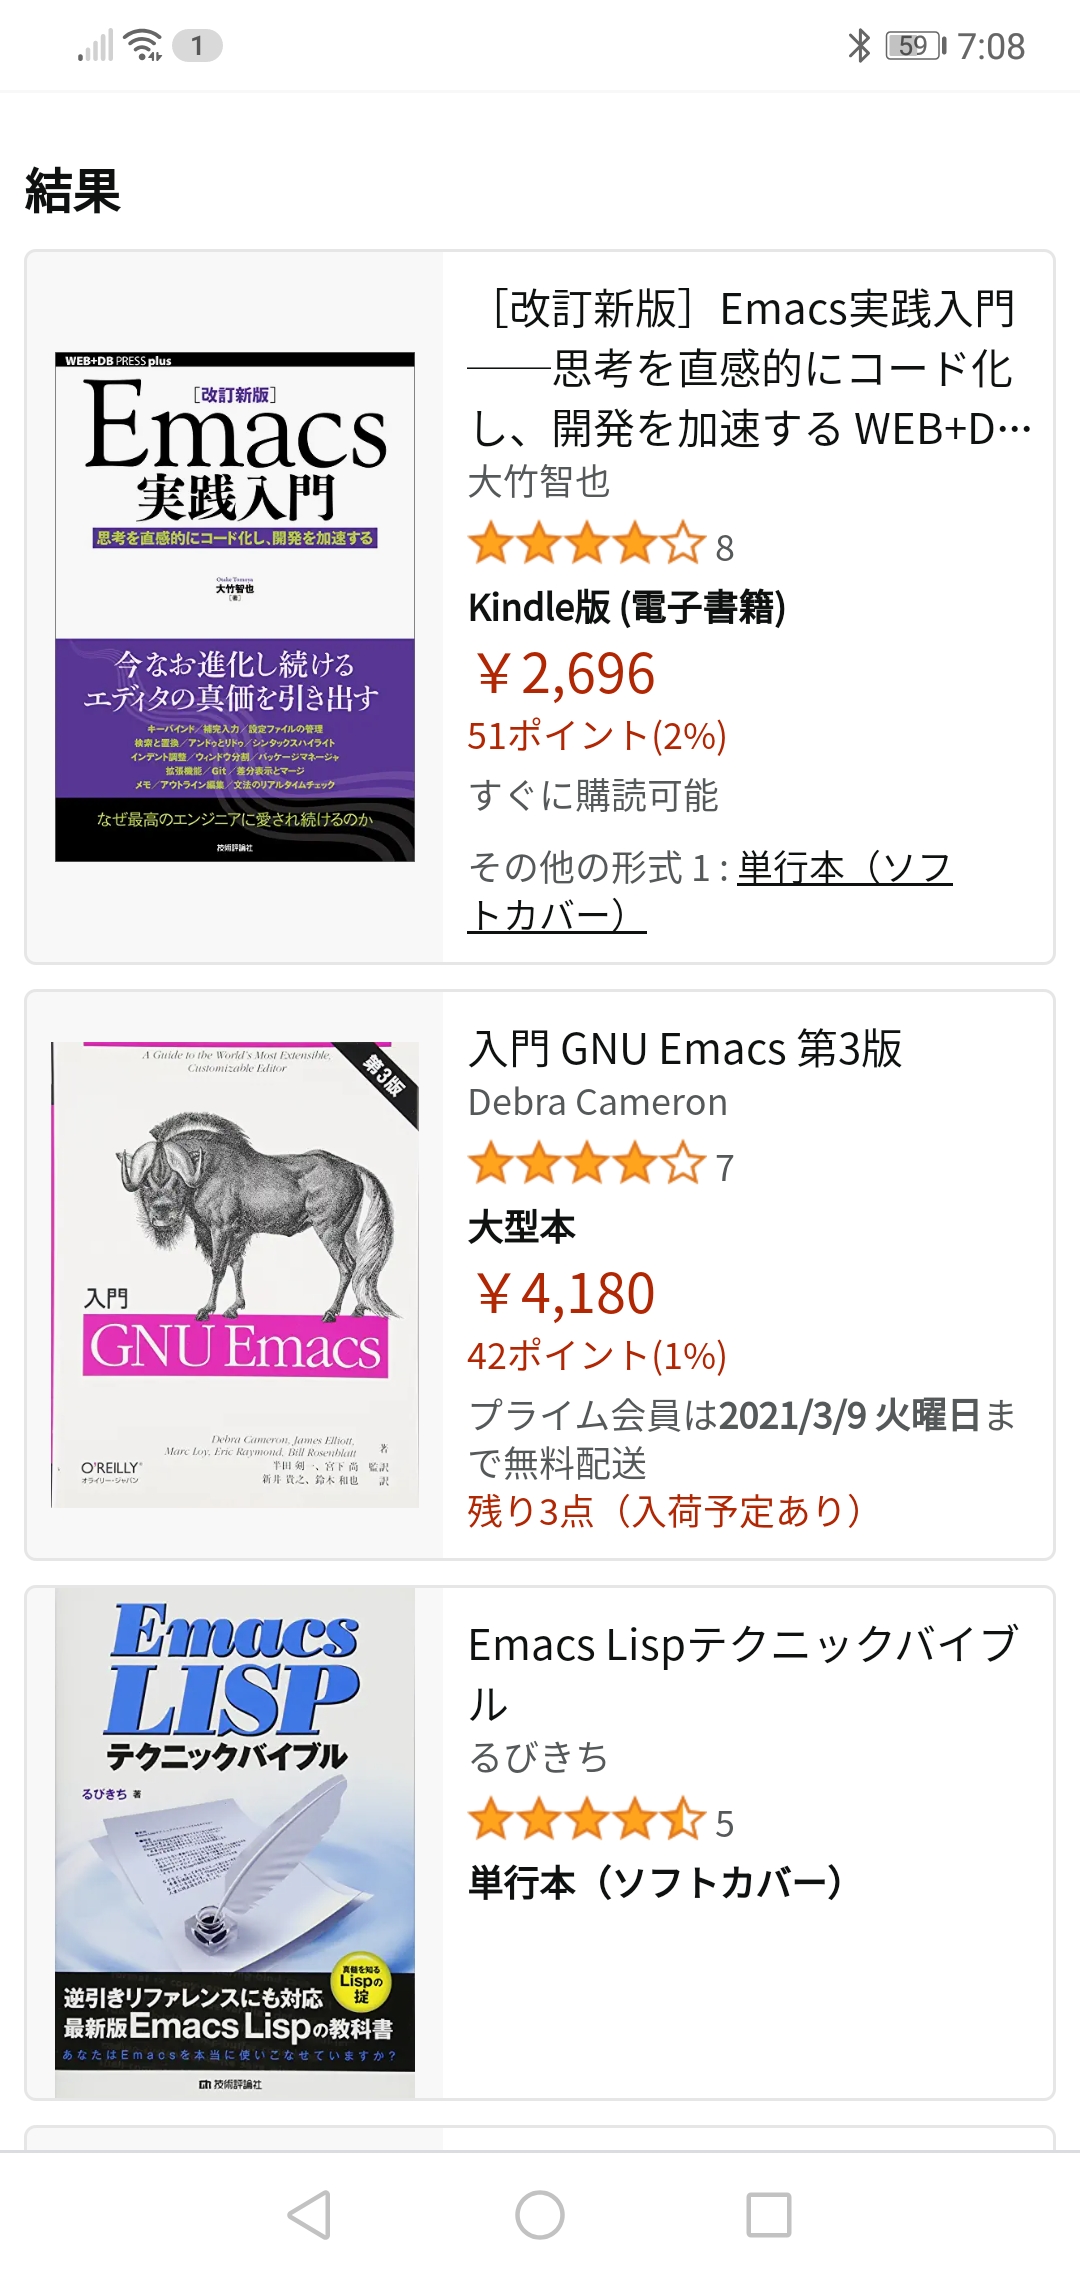 1
59 7:08
結果
WEB+DB PRESS plus
［改訂新版］
Emacs
実践入門
思考を直感的にコード化し、開発を加速する
Otake Tomoya
大竹智也
［著］
今なお進化し続ける
エディタの真価を引き出す
キーバインド／補完入力／設定ファイルの管理
検索と置換／アンドゥとリドゥ／シンタックスハイライト
インデント調整／ウィンドウ分割／パッケージマネージャ
拡張機能／Git／差分表示とマージ
メモ／アウトライン編集／文法のリアルタイムチェック
なぜ最高のエンジニアに愛され続けるのか
技術評論社
［改訂新版］Emacs実践入門
――思考を直感的にコード化
し、開発を加速する WEB+D…
大竹智也
8
Kindle版 (電子書籍)
￥2,696
51ポイント(2%)
すぐに購読可能
その他の形式 1 : 単行本（ソフ
トカバー）
A Guide to the World's Most Extensible,
Customizable Editor
第3版
入門
GNU Emacs
Debra Cameron, James Elliott,
Marc Loy, Eric Raymond, Bill Rosenblatt 著
半田 剣一、宮下 尚 監訳
新井 貴之、鈴木 和也 訳
O'REILLY®
オライリー・ジャパン
入門 GNU Emacs 第3版
Debra Cameron
7
大型本
￥4,180
42ポイント(1%)
プライム会員は2021/3/9 火曜日ま
で無料配送
残り3点（入荷予定あり）
Emacs
LISP
テクニックバイブル
るびきち 著
真髄を知る
Lispの
掟
逆引きリファレンスにも対応
最新版Emacs Lispの教科書
あなたはEmacsを本当に使いこなせていますか？
技術評論社
Emacs Lispテクニックバイブ
ル
るびきち
5
単行本（ソフトカバー）